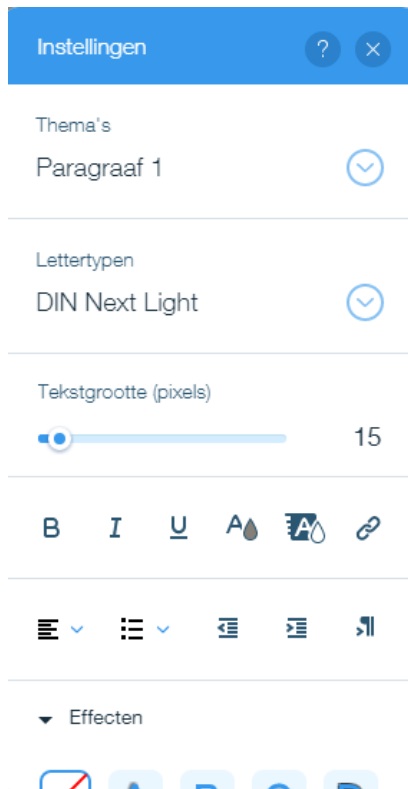 Instellingen ?
Thema's
Paragraaf 1
Lettertypen
DIN Next Light
Tekstgrootte (pixels)
15
B I U A A
Effecten